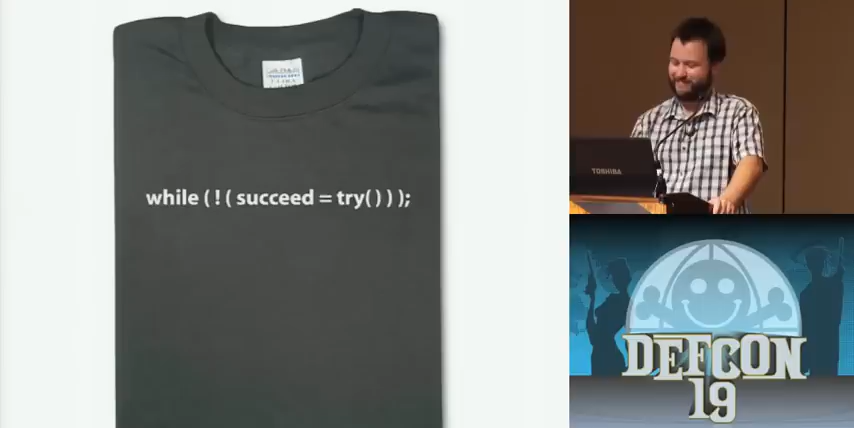 while ( ! ( succeed = try( ) ) );
TOSHIBA
DEFCON
19